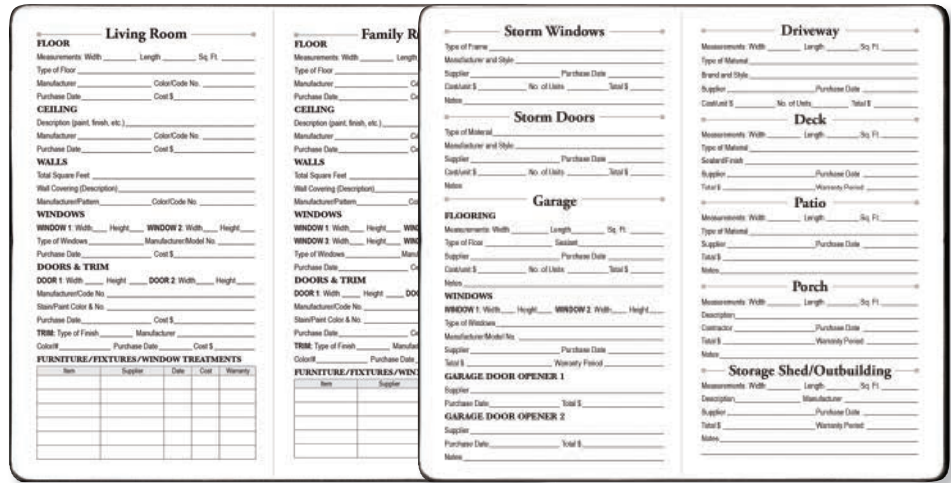 Living Room
FLOOR
Measurements: Width Length Sq. Ft.
Type of Floor
Manufacturer Color/Code No.
Purchase Date Cost $
CEILING
Description (paint, finish, etc.)
Manufacturer Color/Code No.
Purchase Date Cost $
WALLS
Total Square Feet
Wall Covering (Description)
Manufacturer/Pattern Color/Code No.
WINDOWS
WINDOW 1: Width Height WINDOW 2: Width Height
Type of Windows Manufacturer/Model No.
Purchase Date Cost $
DOORS & TRIM
DOOR 1: Width Height DOOR 2: Width Height
Manufacturer/Code No.
Stain/Paint Color & No.
Purchase Date Cost $
TRIM: Type of Finish Manufacturer
Color/# Purchase Date Cost $
FURNITURE/FIXTURES/WINDOW TREATMENTS
Item Supplier Date Cost Warranty
Family R
FLOOR
Measurements: Width Length
Type of Floor
Manufacturer Co
Purchase Date Co
CEILING
Description (paint, finish, etc.)
Manufacturer Co
Purchase Date Co
WALLS
Total Square Feet
Wall Covering (Description)
Manufacturer/Pattern Co
WINDOWS
WINDOW 1: Width Height WIN
WINDOW 3: Width Height WIN
Type of Windows Manu
Purchase Date Co
DOORS & TRIM
DOOR 1: Width Height DO
Manufacturer/Code No.
Stain/Paint Color & No.
Purchase Date Co
TRIM: Type of Finish Manufac
Color/# Purchase Date
FURNITURE/FIXTURES/WIN
Item Supplier
Storm Windows
Type of Frame
Manufacturer and Style
Supplier Purchase Date
Cost/unit $ No. of Units Total $
Notes
Storm Doors
Type of Material
Manufacturer and Style
Supplier Purchase Date
Cost/unit $ No. of Units Total $
Notes
Garage
FLOORING
Measurements: Width Length Sq. Ft.
Type of Floor Sealant
Supplier Purchase Date
Cost/unit $ No. of Units Total $
Notes
WINDOWS
WINDOW 1: Width Height WINDOW 2: Width Height
Type of Windows
Manufacturer/Model No.
Supplier Purchase Date
Total $ Warranty Period
GARAGE DOOR OPENER 1
Supplier
Purchase Date Total $
GARAGE DOOR OPENER 2
Supplier
Purchase Date Total $
Notes
Driveway
Measurements: Width Length Sq. Ft.
Type of Material
Brand and Style
Supplier Purchase Date
Cost/unit $ No. of Units Total $
Deck
Measurements: Width Length Sq. Ft.
Type of Material
Sealant/Finish
Supplier Purchase Date
Total $ Warranty Period
Patio
Measurements: Width Length Sq. Ft.
Type of Material
Supplier Purchase Date
Total $
Notes
Porch
Measurements: Width Length Sq. Ft.
Description
Contractor Purchase Date
Total $ Warranty Period
Notes
Storage Shed/Outbuilding
Measurements: Width Length Sq. Ft.
Description Manufacturer
Supplier Purchase Date
Total $ Warranty Period
Notes